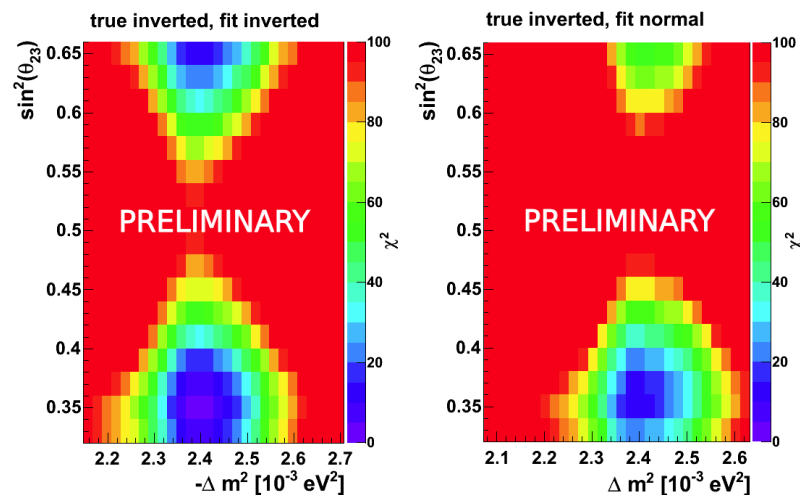 true inverted, fit inverted
sin²(θ₂₃)
0.65
0.6
0.55
0.5
0.45
0.4
0.35
PRELIMINARY
2.2 2.3 2.4 2.5 2.6 2.7
-Δ m² [10⁻³ eV²]
100
80
60
40
20
0
χ²
true inverted, fit normal
sin²(θ₂₃)
0.65
0.6
0.55
0.5
0.45
0.4
0.35
PRELIMINARY
2.1 2.2 2.3 2.4 2.5 2.6
Δ m² [10⁻³ eV²]
100
80
60
40
20
0
χ²